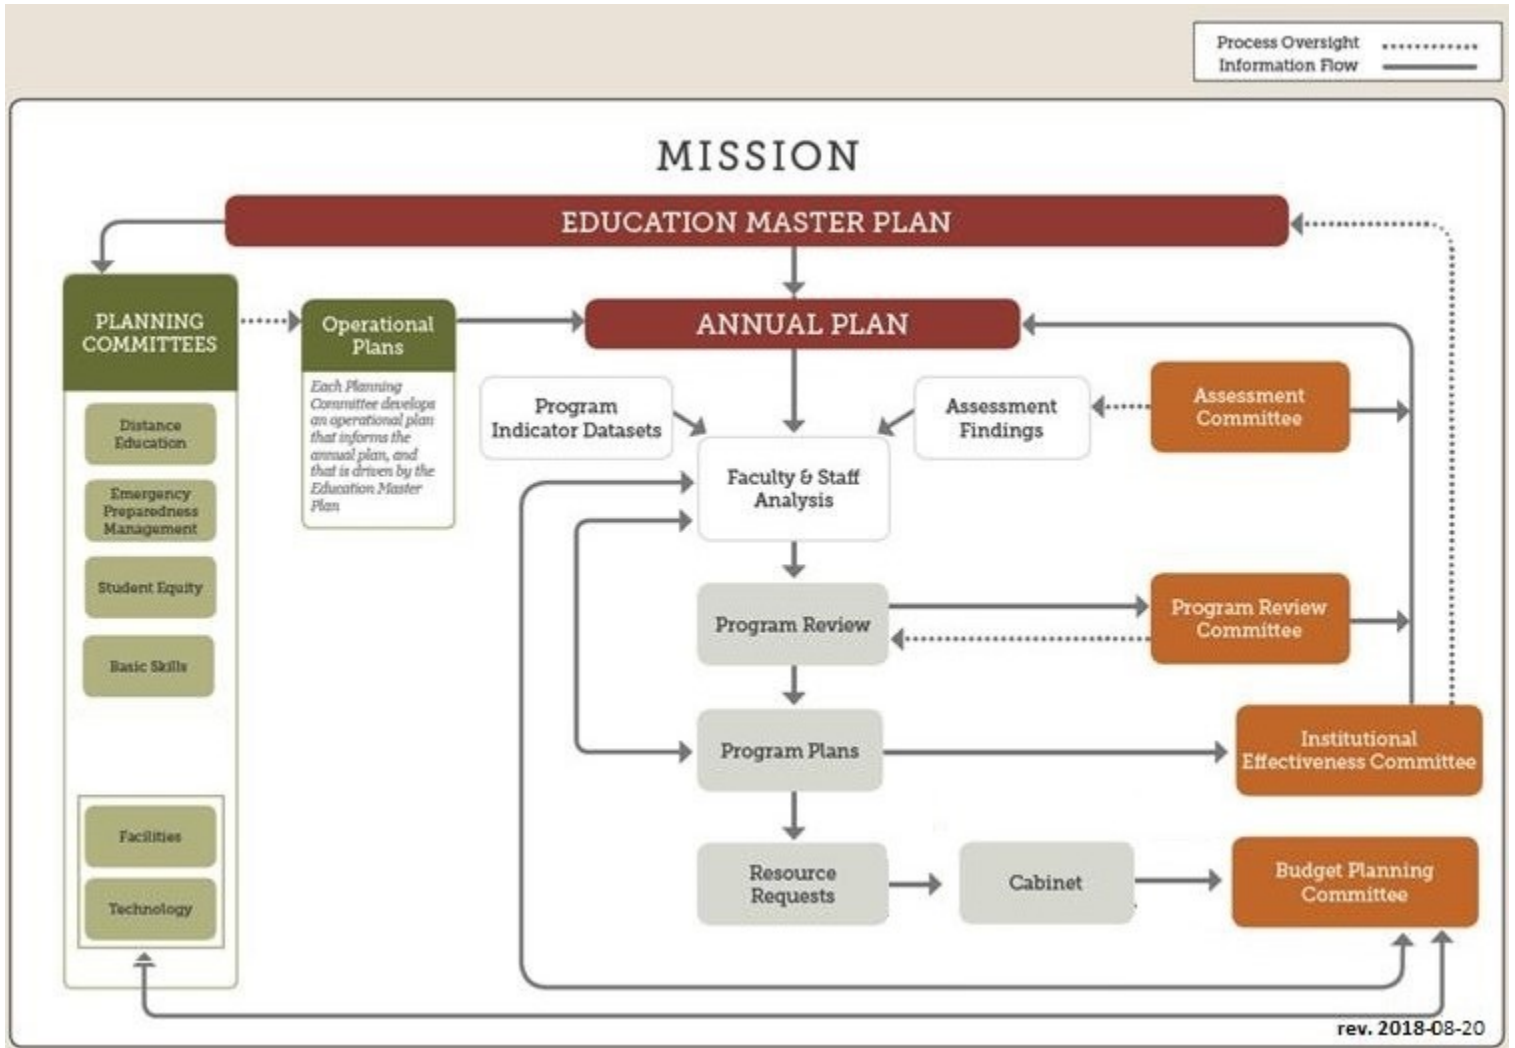 Process Oversight
Information Flow
MISSION
EDUCATION MASTER PLAN
PLANNING
COMMITTEES
Operational
Plans
ANNUAL PLAN
Each Planning
Committee develops
an operational plan
that informs the
annual plan, and
that is driven by the
Education Master
Plan
Program
Indicator Datasets
Assessment
Findings
Assessment
Committee
Distance
Education
Emergency
Preparedness
Management
Student Equity
Basic Skills
Facilities
Technology
Faculty & Staff
Analysis
Program Review
Program Review
Committee
Program Plans
Institutional
Effectiveness Committee
Resource
Requests
Cabinet
Budget Planning
Committee
rev. 2018-08-20